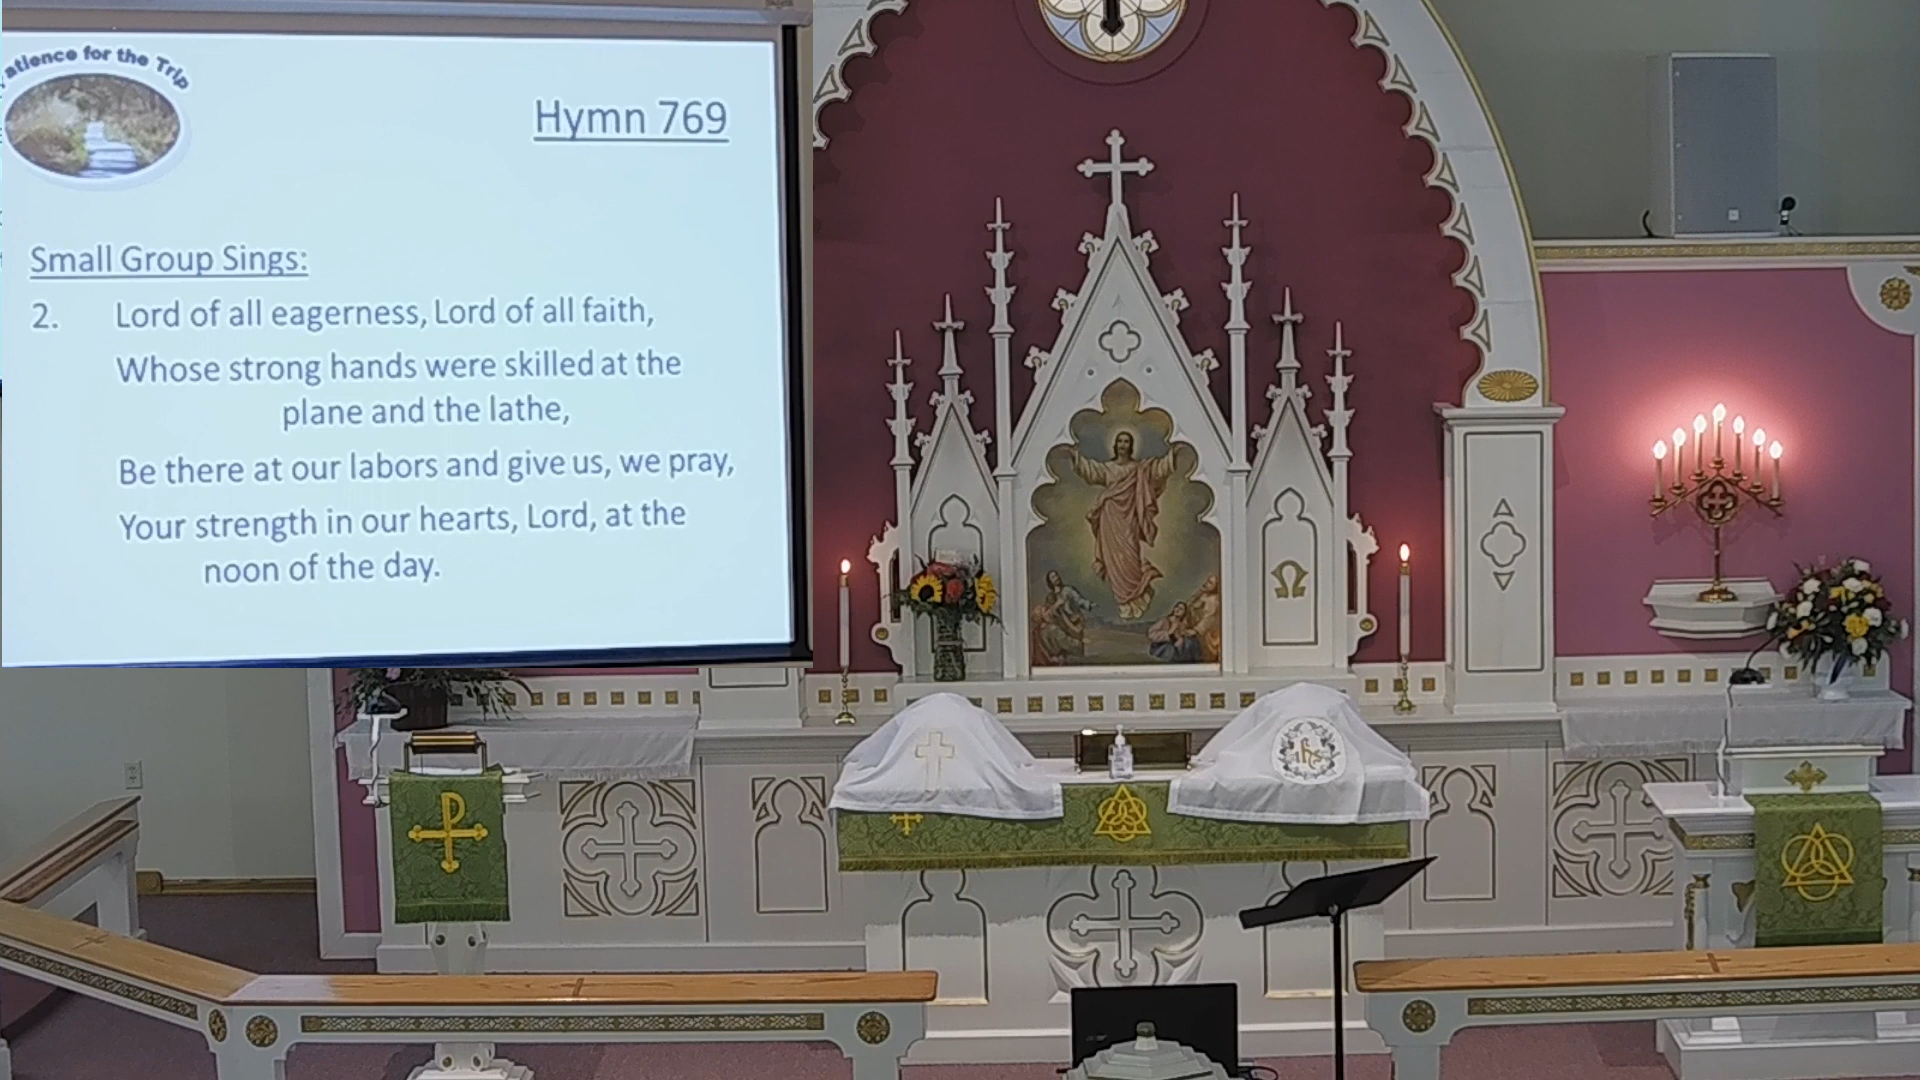 atience for the Trip
Hymn 769
Small Group Sings:
2. Lord of all eagerness, Lord of all faith,
Whose strong hands were skilled at the
plane and the lathe,
Be there at our labors and give us, we pray,
Your strength in our hearts, Lord, at the
noon of the day.
Ω
ihs